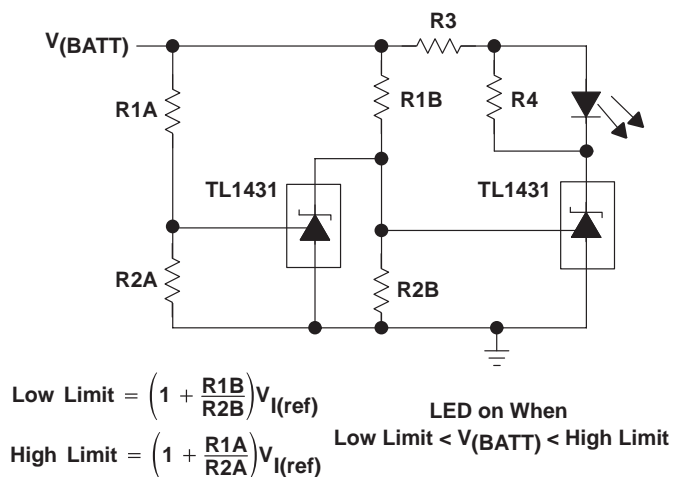 R3
V(BATT)
R1A
R1B
R4
TL1431
TL1431
R2A
R2B
Low Limit = (1 + R1B/R2B) VI(ref)
High Limit = (1 + R1A/R2A) VI(ref)
LED on When
Low Limit < V(BATT) < High Limit